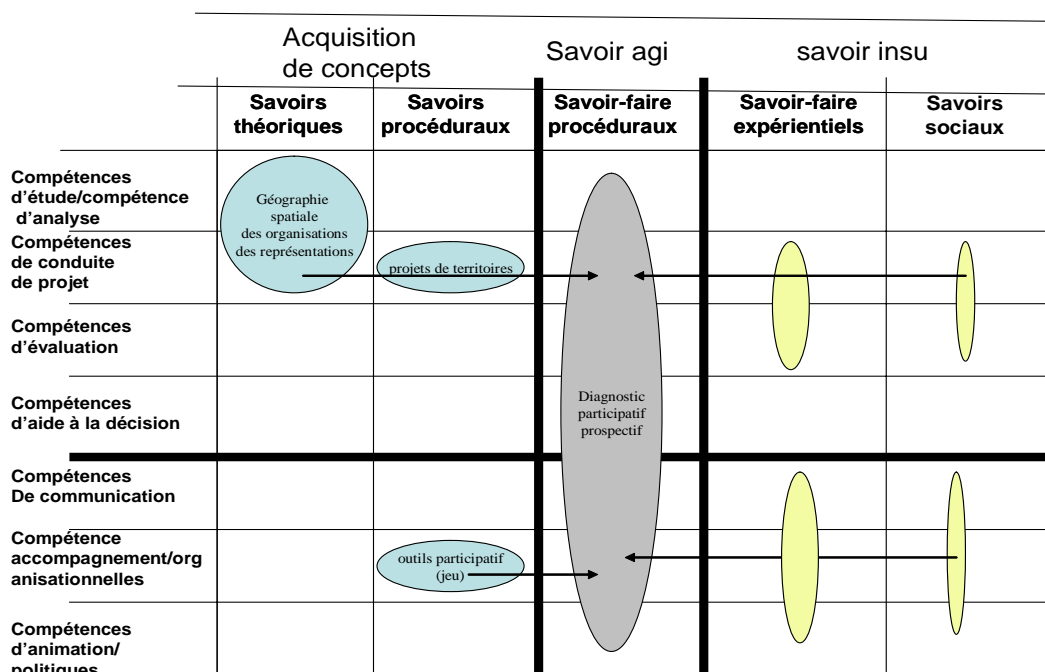 Acquisition
de concepts
Savoir agi
savoir insu
Savoirs
théoriques
Savoirs
procéduraux
Savoir-faire
procéduraux
Savoir-faire
expérientiels
Savoirs
sociaux
Compétences
d'étude/compétence
d'analyse
Géographie
spatiale
des organisations
des représentations
Compétences
de conduite
de projet
projets de territoires
Compétences
d'évaluation
Compétences
d'aide à la décision
Diagnostic
participatif
prospectif
Compétences
De communication
Compétence
accompagnement/org
anisationnelles
outils participatif
(jeu)
Compétences
d'animation/
politiques